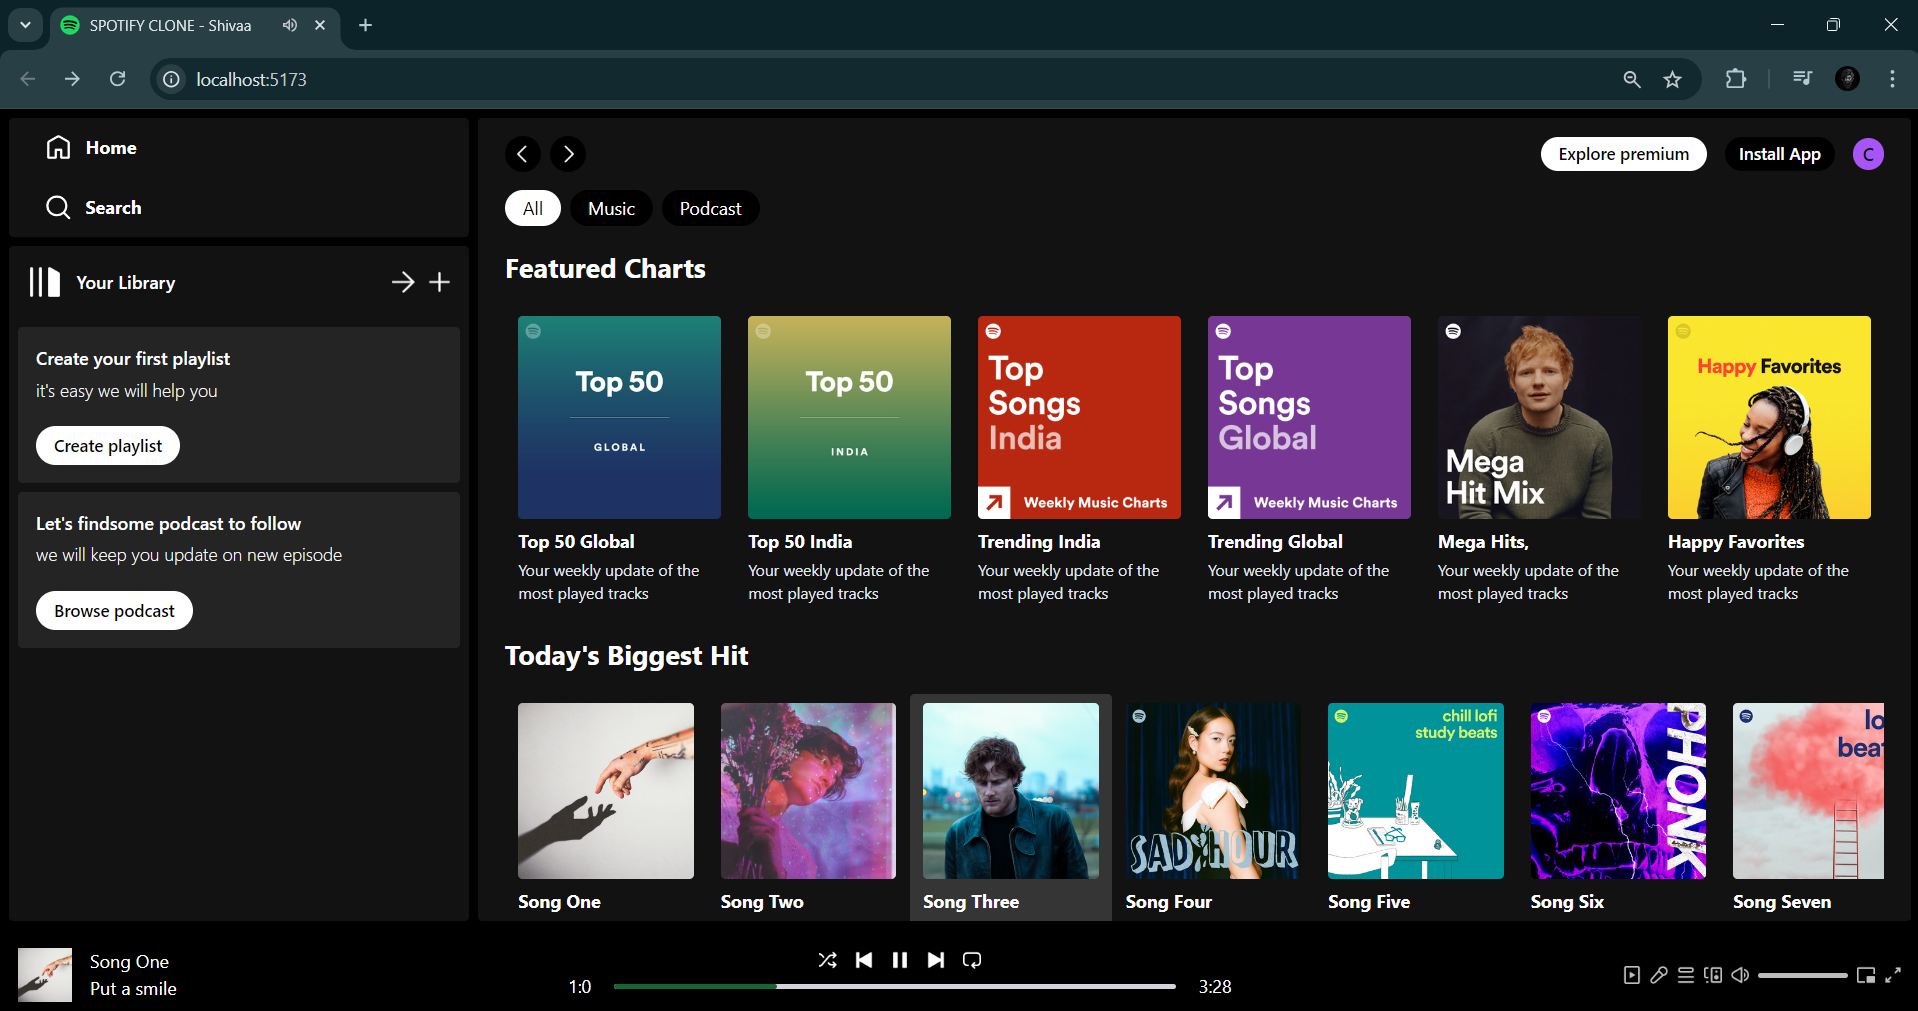 SPOTIFY CLONE - Shivaa
localhost:5173
Home
Search
Your Library
Create your first playlist
it's easy we will help you
Create playlist
Let's findsome podcast to follow
we will keep you update on new episode
Browse podcast
Explore premium
Install App
C
All
Music
Podcast
Featured Charts
Top 50
GLOBAL
Top 50 Global
Your weekly update of the
most played tracks
Top 50
INDIA
Top 50 India
Your weekly update of the
most played tracks
Top
Songs
India
Weekly Music Charts
Trending India
Your weekly update of the
most played tracks
Top
Songs
Global
Weekly Music Charts
Trending Global
Your weekly update of the
most played tracks
Mega
Hit Mix
Mega Hits,
Your weekly update of the
most played tracks
Happy Favorites
Happy Favorites
Your weekly update of the
most played tracks
Today's Biggest Hit
Song One
Song Two
Song Three
SAD HOUR
Song Four
chill lofi
study beats
Song Five
PHONK
Song Six
lo
bea
Song Seven
Song One
Put a smile
1:0
3:28